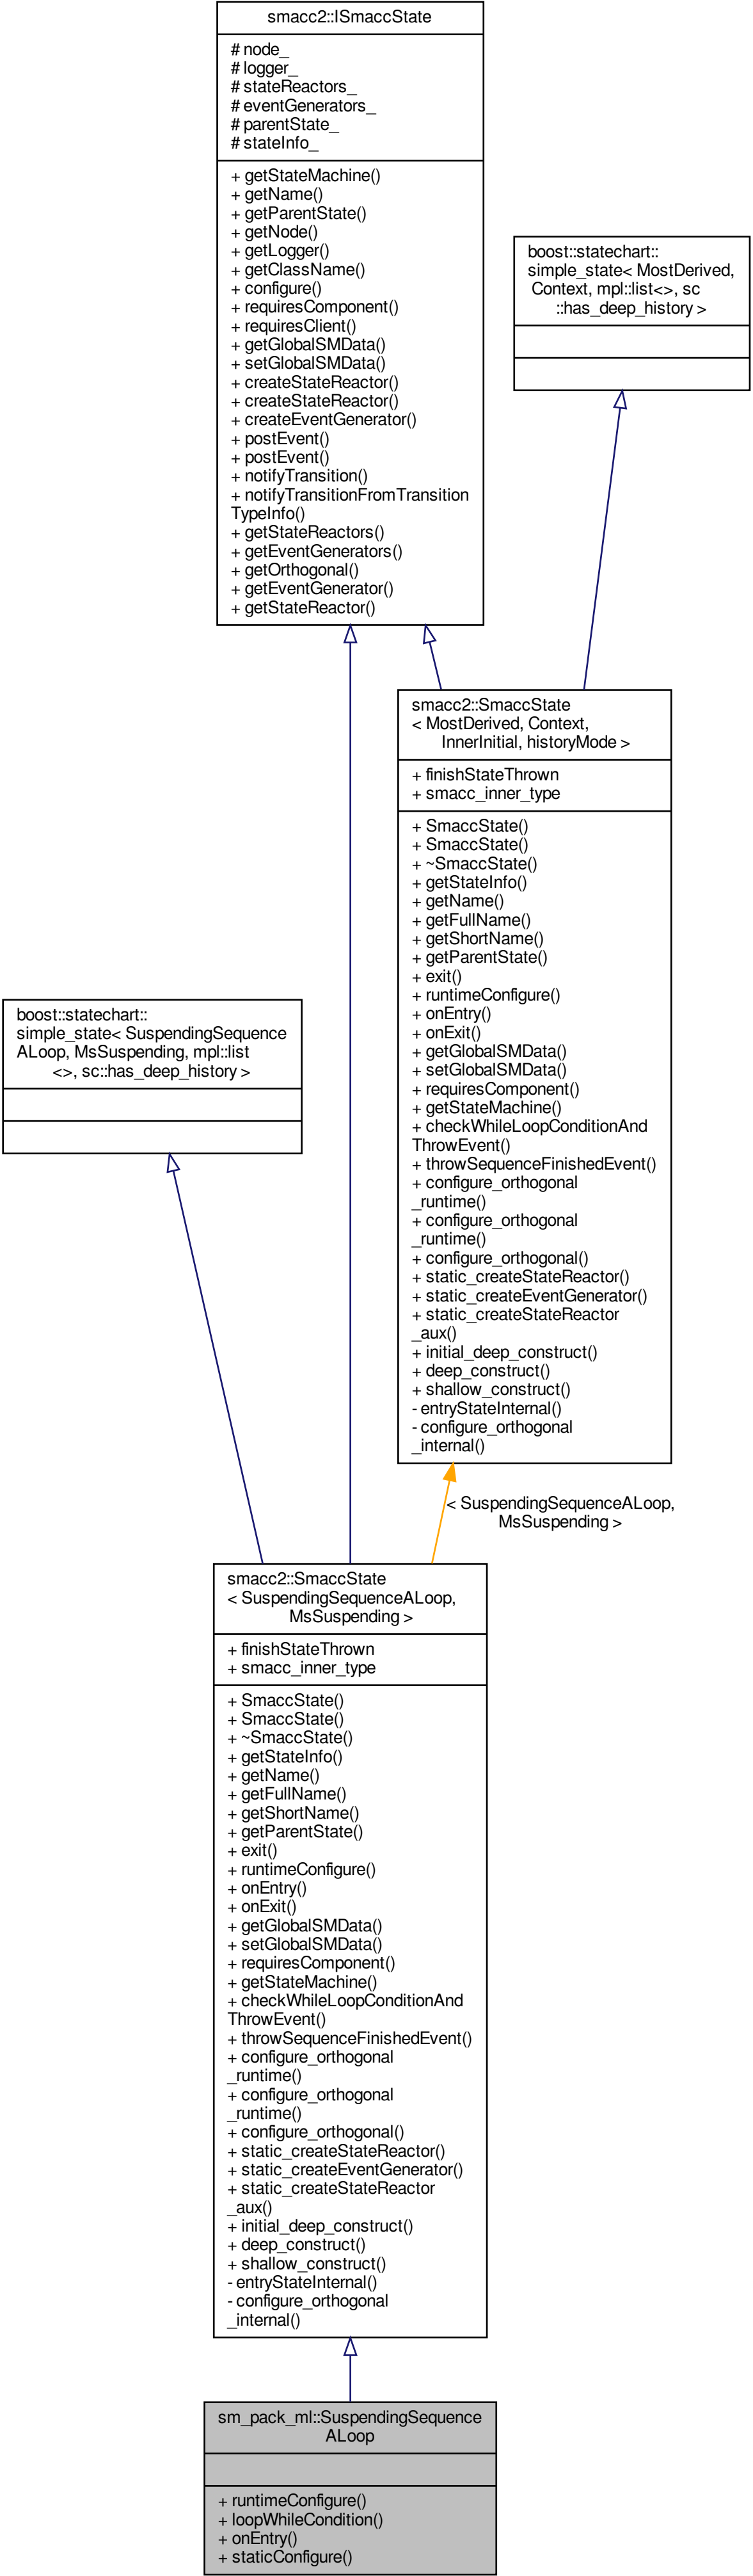 smacc2::ISmaccState
# node_
# logger_
# stateReactors_
# eventGenerators_
# parentState_
# stateInfo_
+ getStateMachine()
+ getName()
+ getParentState()
+ getNode()
+ getLogger()
+ getClassName()
+ configure()
+ requiresComponent()
+ requiresClient()
+ getGlobalSMData()
+ setGlobalSMData()
+ createStateReactor()
+ createStateReactor()
+ createEventGenerator()
+ postEvent()
+ postEvent()
+ notifyTransition()
+ notifyTransitionFromTransition
TypeInfo()
+ getStateReactors()
+ getEventGenerators()
+ getOrthogonal()
+ getEventGenerator()
+ getStateReactor()
boost::statechart::
simple_state< MostDerived,
Context, mpl::list<>, sc
::has_deep_history >
smacc2::SmaccState
< MostDerived, Context,
InnerInitial, historyMode >
+ finishStateThrown
+ smacc_inner_type
+ SmaccState()
+ SmaccState()
+ ~SmaccState()
+ getStateInfo()
+ getName()
+ getFullName()
+ getShortName()
+ getParentState()
+ exit()
+ runtimeConfigure()
+ onEntry()
+ onExit()
+ getGlobalSMData()
+ setGlobalSMData()
+ requiresComponent()
+ getStateMachine()
+ checkWhileLoopConditionAnd
ThrowEvent()
+ throwSequenceFinishedEvent()
+ configure_orthogonal
_runtime()
+ configure_orthogonal
_runtime()
+ configure_orthogonal()
+ static_createStateReactor()
+ static_createEventGenerator()
+ static_createStateReactor
_aux()
+ initial_deep_construct()
+ deep_construct()
+ shallow_construct()
- entryStateInternal()
- configure_orthogonal
_internal()
boost::statechart::
simple_state< SuspendingSequence
ALoop, MsSuspending, mpl::list
<>, sc::has_deep_history >
< SuspendingSequenceALoop,
MsSuspending >
smacc2::SmaccState
< SuspendingSequenceALoop,
MsSuspending >
+ finishStateThrown
+ smacc_inner_type
+ SmaccState()
+ SmaccState()
+ ~SmaccState()
+ getStateInfo()
+ getName()
+ getFullName()
+ getShortName()
+ getParentState()
+ exit()
+ runtimeConfigure()
+ onEntry()
+ onExit()
+ getGlobalSMData()
+ setGlobalSMData()
+ requiresComponent()
+ getStateMachine()
+ checkWhileLoopConditionAnd
ThrowEvent()
+ throwSequenceFinishedEvent()
+ configure_orthogonal
_runtime()
+ configure_orthogonal
_runtime()
+ configure_orthogonal()
+ static_createStateReactor()
+ static_createEventGenerator()
+ static_createStateReactor
_aux()
+ initial_deep_construct()
+ deep_construct()
+ shallow_construct()
- entryStateInternal()
- configure_orthogonal
_internal()
sm_pack_ml::SuspendingSequence
ALoop
+ runtimeConfigure()
+ loopWhileCondition()
+ onEntry()
+ staticConfigure()